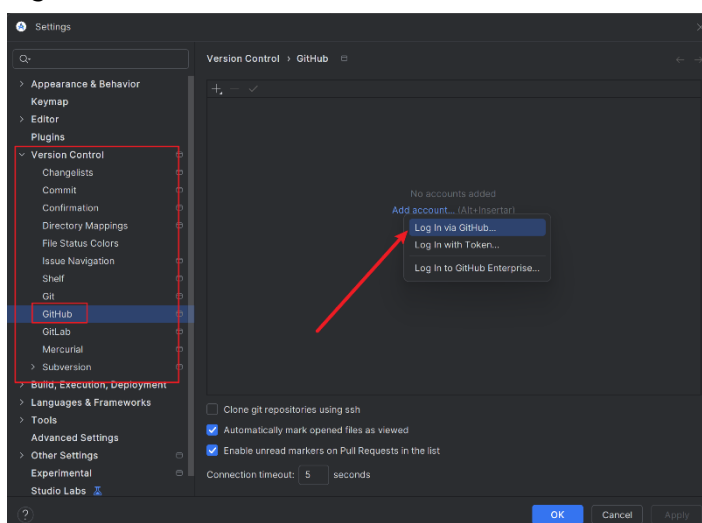 Settings
Version Control › GitHub
Appearance & Behavior
Keymap
Editor
Plugins
Version Control
Changelists
Commit
Confirmation
Directory Mappings
File Status Colors
Issue Navigation
Shelf
Git
GitHub
GitLab
Mercurial
Subversion
Build, Execution, Deployment
Languages & Frameworks
Tools
Advanced Settings
Other Settings
Experimental
Studio Labs
No accounts added
Add account... (Alt+Insertar)
Log In via GitHub...
Log In with Token...
Log In to GitHub Enterprise...
Clone git repositories using ssh
Automatically mark opened files as viewed
Enable unread markers on Pull Requests in the list
Connection timeout: 5 seconds
?
OK
Cancel
Apply